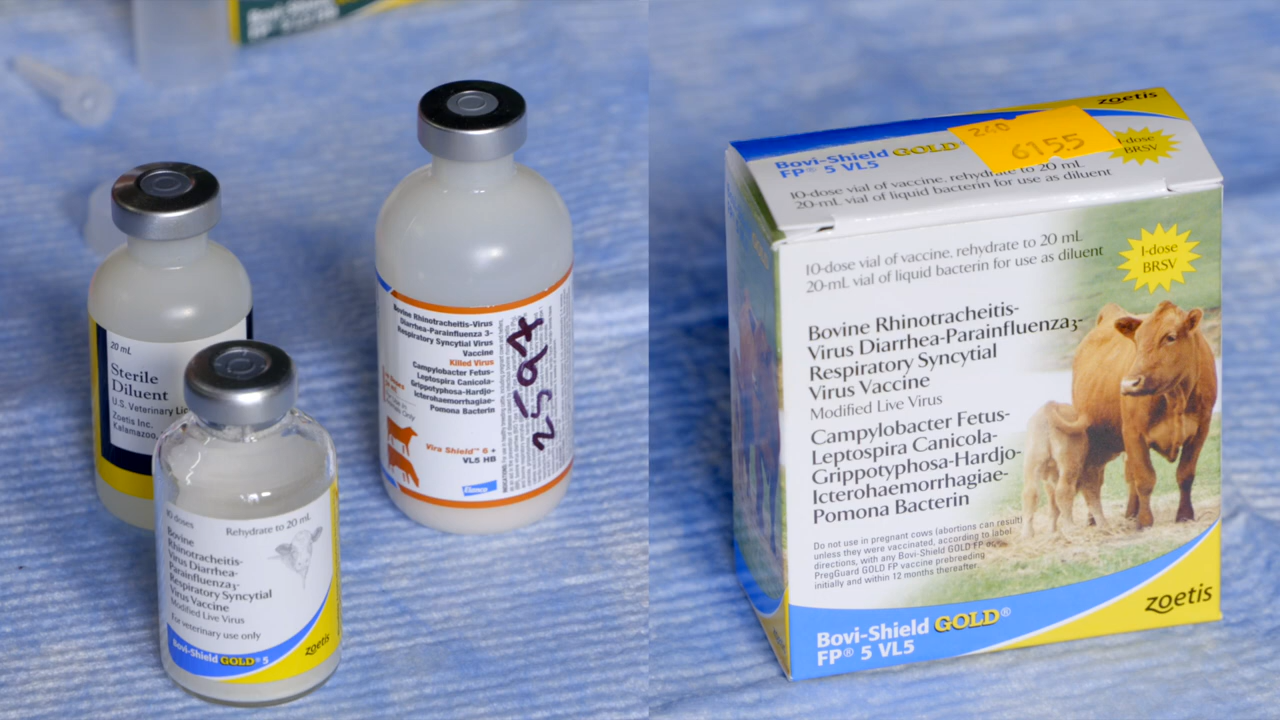 Bovi-Shield GOLD
20 mL
Sterile
Diluent
U.S. Veterinary
Zoetis Inc.
Kalamazoo,
10 doses
Rehydrate to 20 mL
Bovine
Rhinotracheitis-
Virus Diarrhea-
Parainfluenza3-
Respiratory Syncytial
Virus Vaccine
Modified Live Virus
For veterinary use only
Bovi-Shield GOLD® 5
zoetis
Bovine Rhinotracheitis-Virus
Diarrhea-Parainfluenza 3-
Respiratory Syncytial Virus
Vaccine
Killed Virus
Campylobacter Fetus-
Leptospira Canicola-
Grippotyphosa-Hardjo-
Icterohaemorrhagiae-
Pomona Bacterin
Vira Shield™ 6 +
VL5 HB
Elanco
zoetis
240
6155
Bovi-Shield GOLD®
FP® 5 VL5
1-dose
BRSV
10-dose vial of vaccine, rehydrate to 20 mL
20-mL vial of liquid bacterin for use as diluent
10-dose vial of vaccine, rehydrate to 20 mL
20-mL vial of liquid bacterin for use as diluent
1-dose
BRSV
Bovine Rhinotracheitis-
Virus Diarrhea-Parainfluenza3-
Respiratory Syncytial
Virus Vaccine
Modified Live Virus
Campylobacter Fetus-
Leptospira Canicola-
Grippotyphosa-Hardjo-
Icterohaemorrhagiae-
Pomona Bacterin
Do not use in pregnant cows (abortions can result)
unless they were vaccinated, according to label
directions, with any Bovi-Shield GOLD FP or
PregGuard GOLD FP vaccine prebreeding
initially and within 12 months thereafter.
Bovi-Shield GOLD®
FP® 5 VL5
zoetis